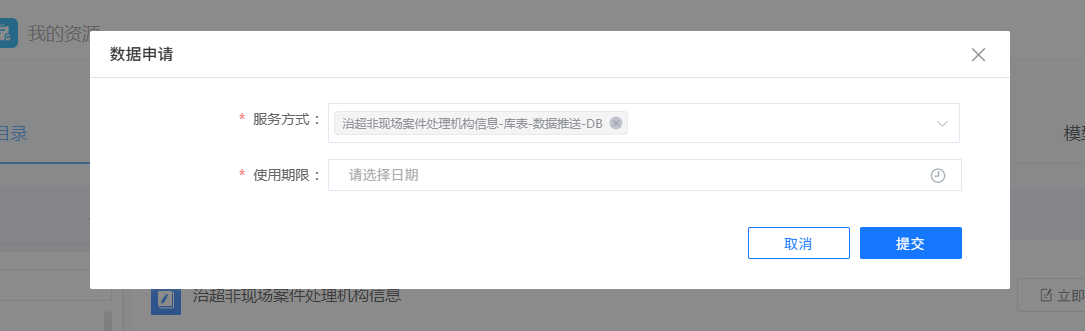 我的资源
数据申请
* 服务方式：
治超非现场案件处理机构信息-库表-数据推送-DB
目录
模型
* 使用期限：
请选择日期
取消
提交
治超非现场案件处理机构信息
立即